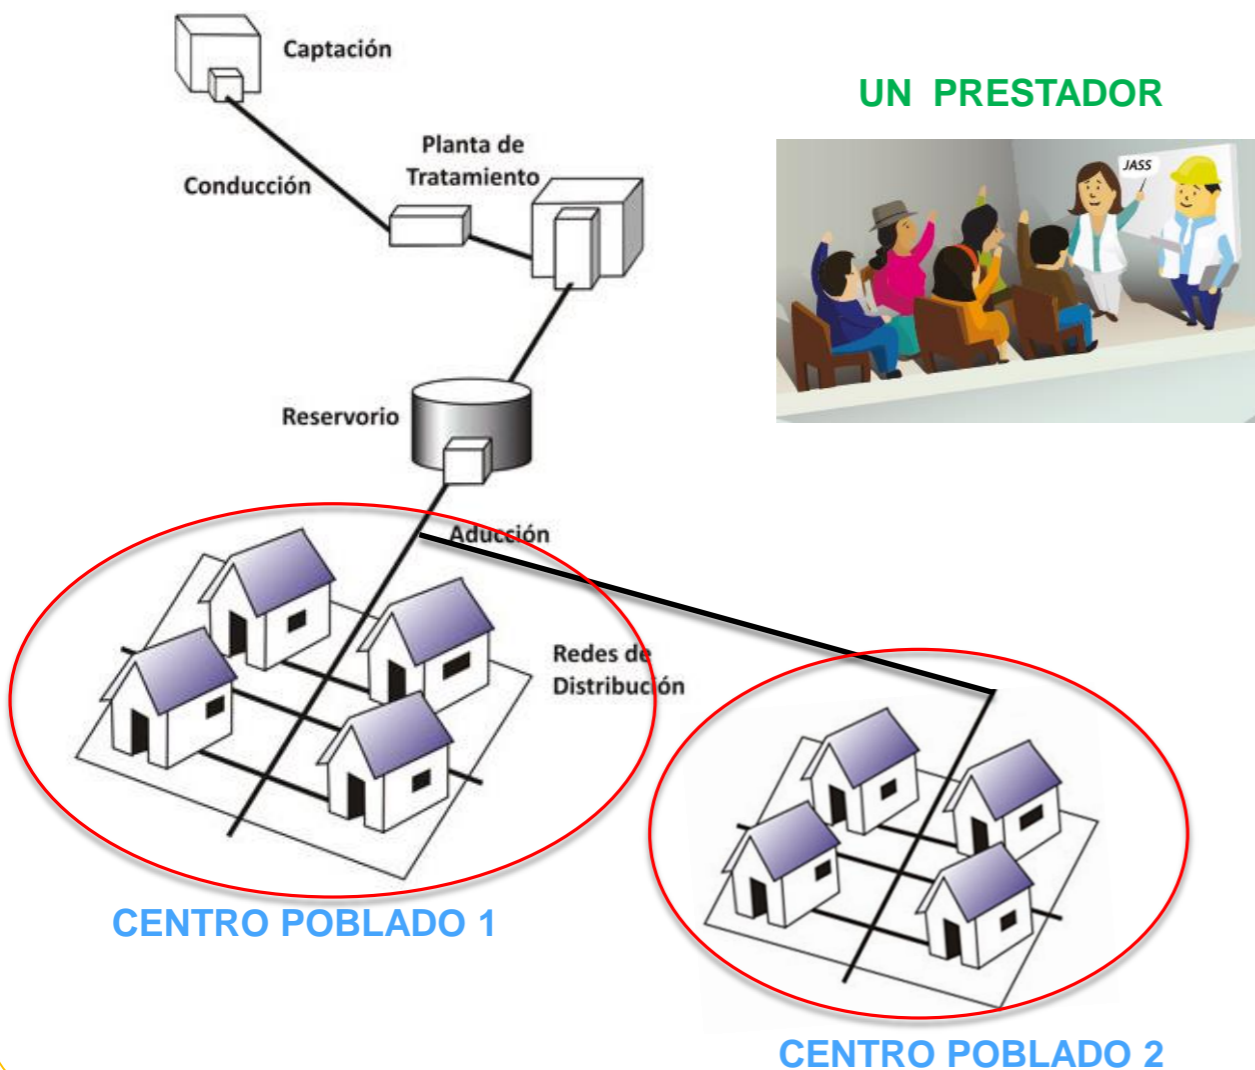 Captación
UN PRESTADOR
Planta de
Tratamiento
Conducción
JASS
Reservorio
Aducción
Redes de
Distribución
CENTRO POBLADO 1
CENTRO POBLADO 2